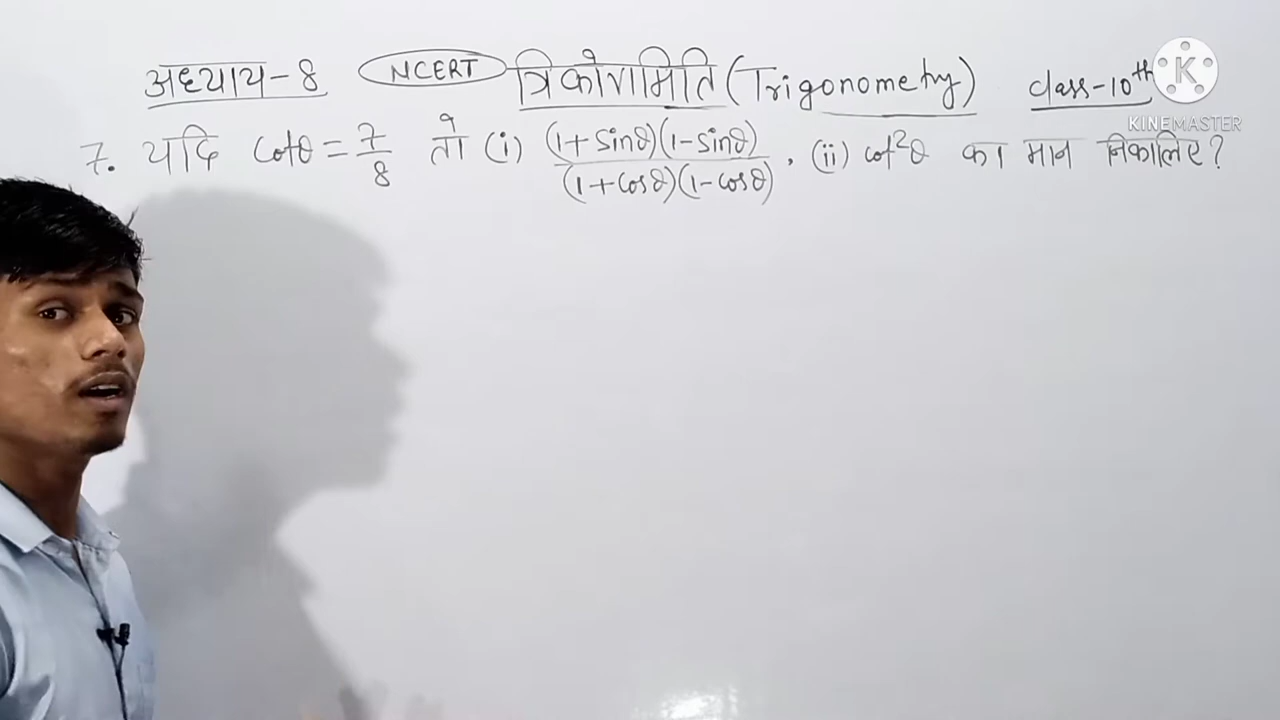 अध्याय-8 NCERT त्रिकोणमिति (Trigonometry) class-10th
7. यदि cotθ = 7/8 तो (i) (1+sinθ)(1-sinθ)/(1+cosθ)(1-cosθ), (ii) cot²θ का मान निकालिए?
K
KINEMASTER